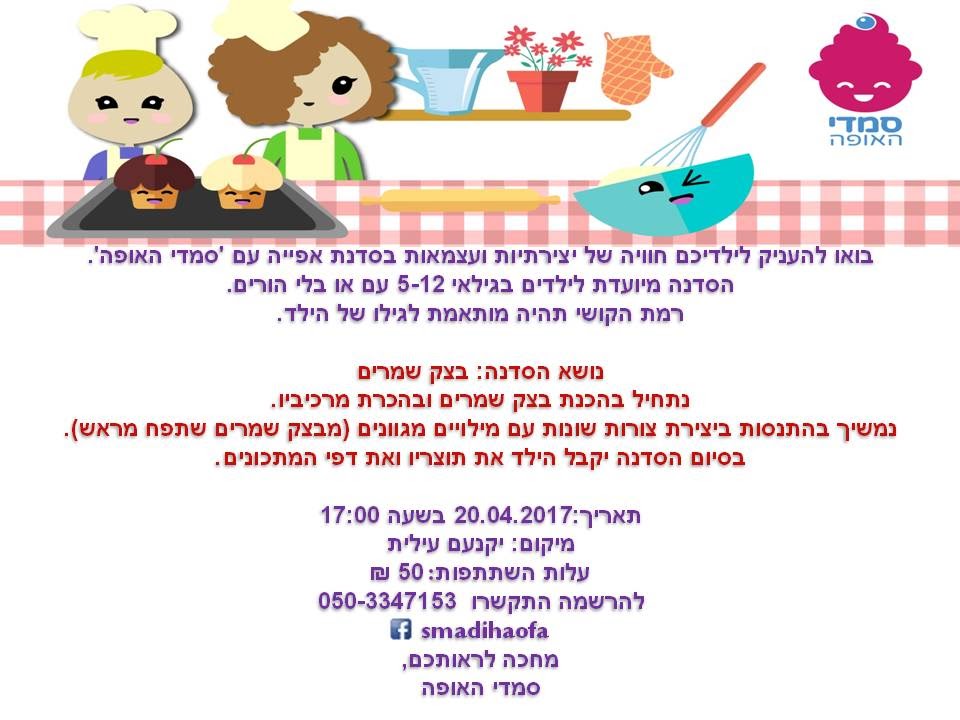 סמדי
האופה
בואו להעניק לילדיכם חוויה של יצירתיות ועצמאות בסדנת אפייה עם 'סמדי האופה'.
הסדנה מיועדת לילדים בגילאי 5-12 עם או בלי הורים.
רמת הקושי תהיה מותאמת לגילו של הילד.
נושא הסדנה: בצק שמרים
נתחיל בהכנת בצק שמרים ובהכרת מרכיביו.
נמשיך בהתנסות ביצירת צורות שונות עם מילויים מגוונים (מבצק שמרים שתפח מראש).
בסיום הסדנה יקבל הילד את תוצריו ואת דפי המתכונים.
תאריך:20.04.2017 בשעה 17:00
מיקום: יקנעם עילית
עלות השתתפות: 50 ₪
להרשמה התקשרו 050-3347153
smadihaofa
מחכה לראותכם,
סמדי האופה